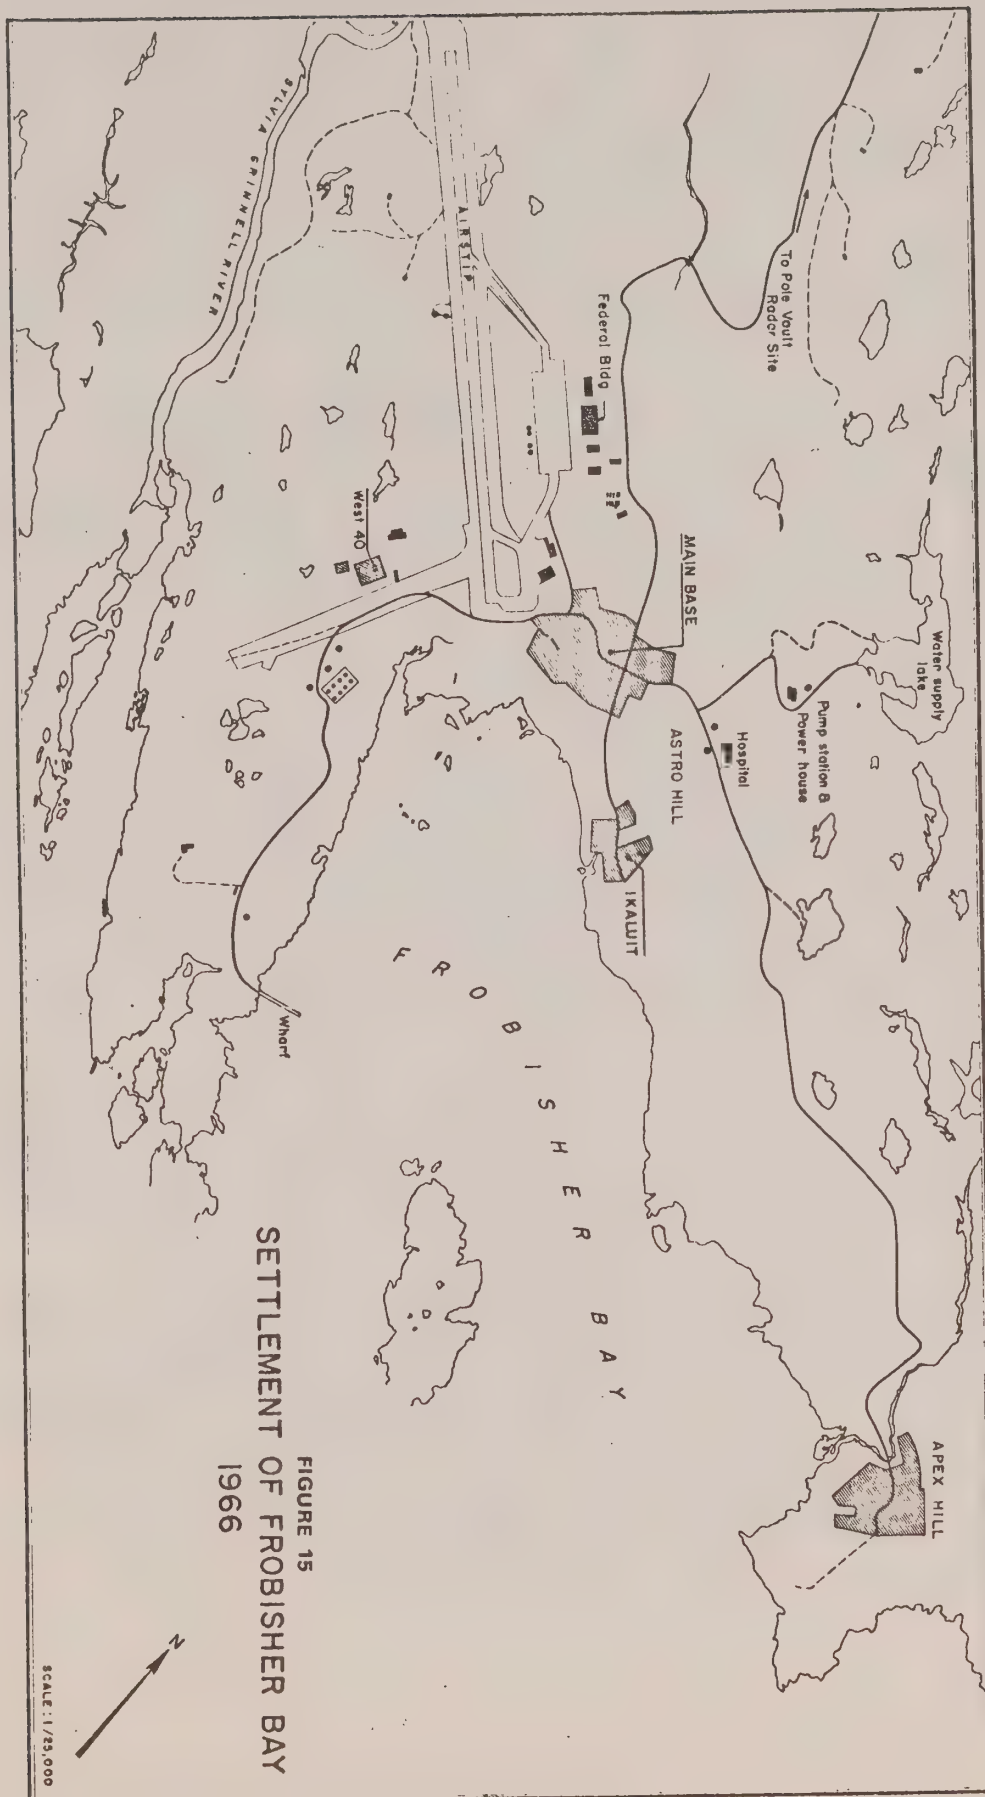 SYLVIA GRINNELL RIVER
AIRSTIP
To Pole Vault
Radar Site
Federal Bldg
MAIN BASE
West 40
Water supply
lake
Pump station &
Power house
Hospital
ASTRO HILL
IKALUIT
Wharf
FROBISHER BAY
APEX HILL
FIGURE 15
SETTLEMENT OF FROBISHER BAY
1966
N
SCALE: 1/25,000